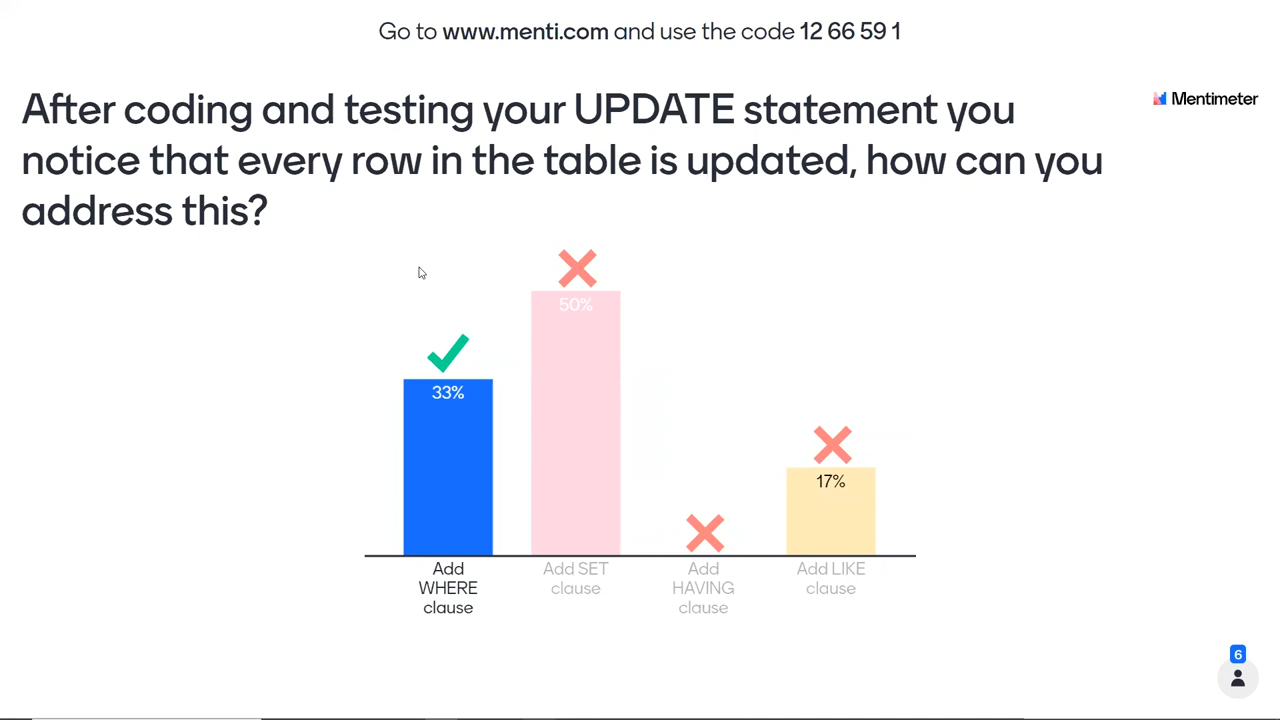 Go to www.menti.com and use the code 12 66 59 1
After coding and testing your UPDATE statement you
notice that every row in the table is updated, how can you
address this?
Mentimeter
50%
33%
17%
Add
WHERE
clause
Add SET
clause
Add
HAVING
clause
Add LIKE
clause
6